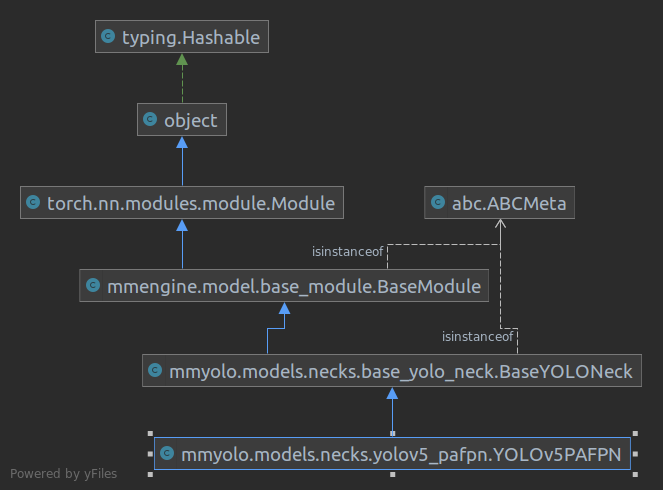 typing.Hashable
object
torch.nn.modules.module.Module
abc.ABCMeta
isinstanceof
mmengine.model.base_module.BaseModule
isinstanceof
mmyolo.models.necks.base_yolo_neck.BaseYOLONeck
mmyolo.models.necks.yolov5_pafpn.YOLOv5PAFPN
Powered by yFiles